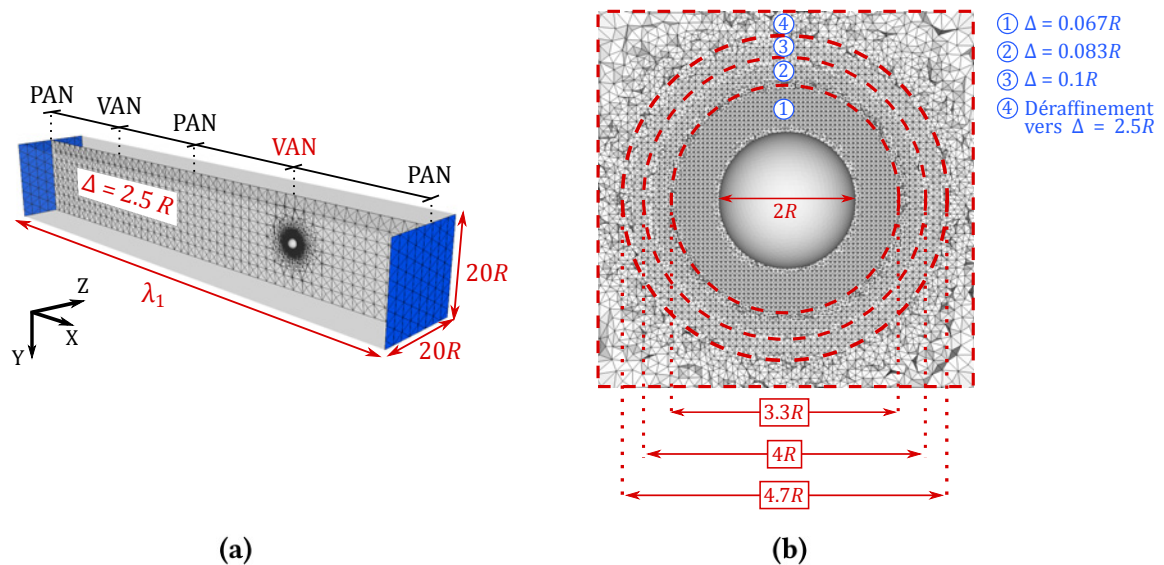 PAN
VAN
PAN
VAN
PAN
Δ = 2.5 R
λ₁
20R
20R
Z
X
Y
(a)
④
③
②
①
2R
3.3R
4R
4.7R
① Δ = 0.067R
② Δ = 0.083R
③ Δ = 0.1R
④ Déraffinement
vers Δ = 2.5R
(b)